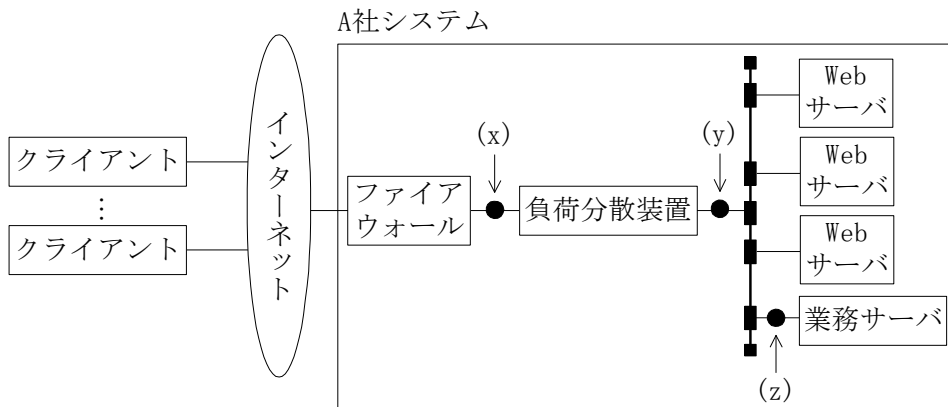 A社システム
クライアント
…
クライアント
インターネット
ファイア
ウォール
(x)
負荷分散装置
(y)
Web
サーバ
Web
サーバ
Web
サーバ
業務サーバ
(z)